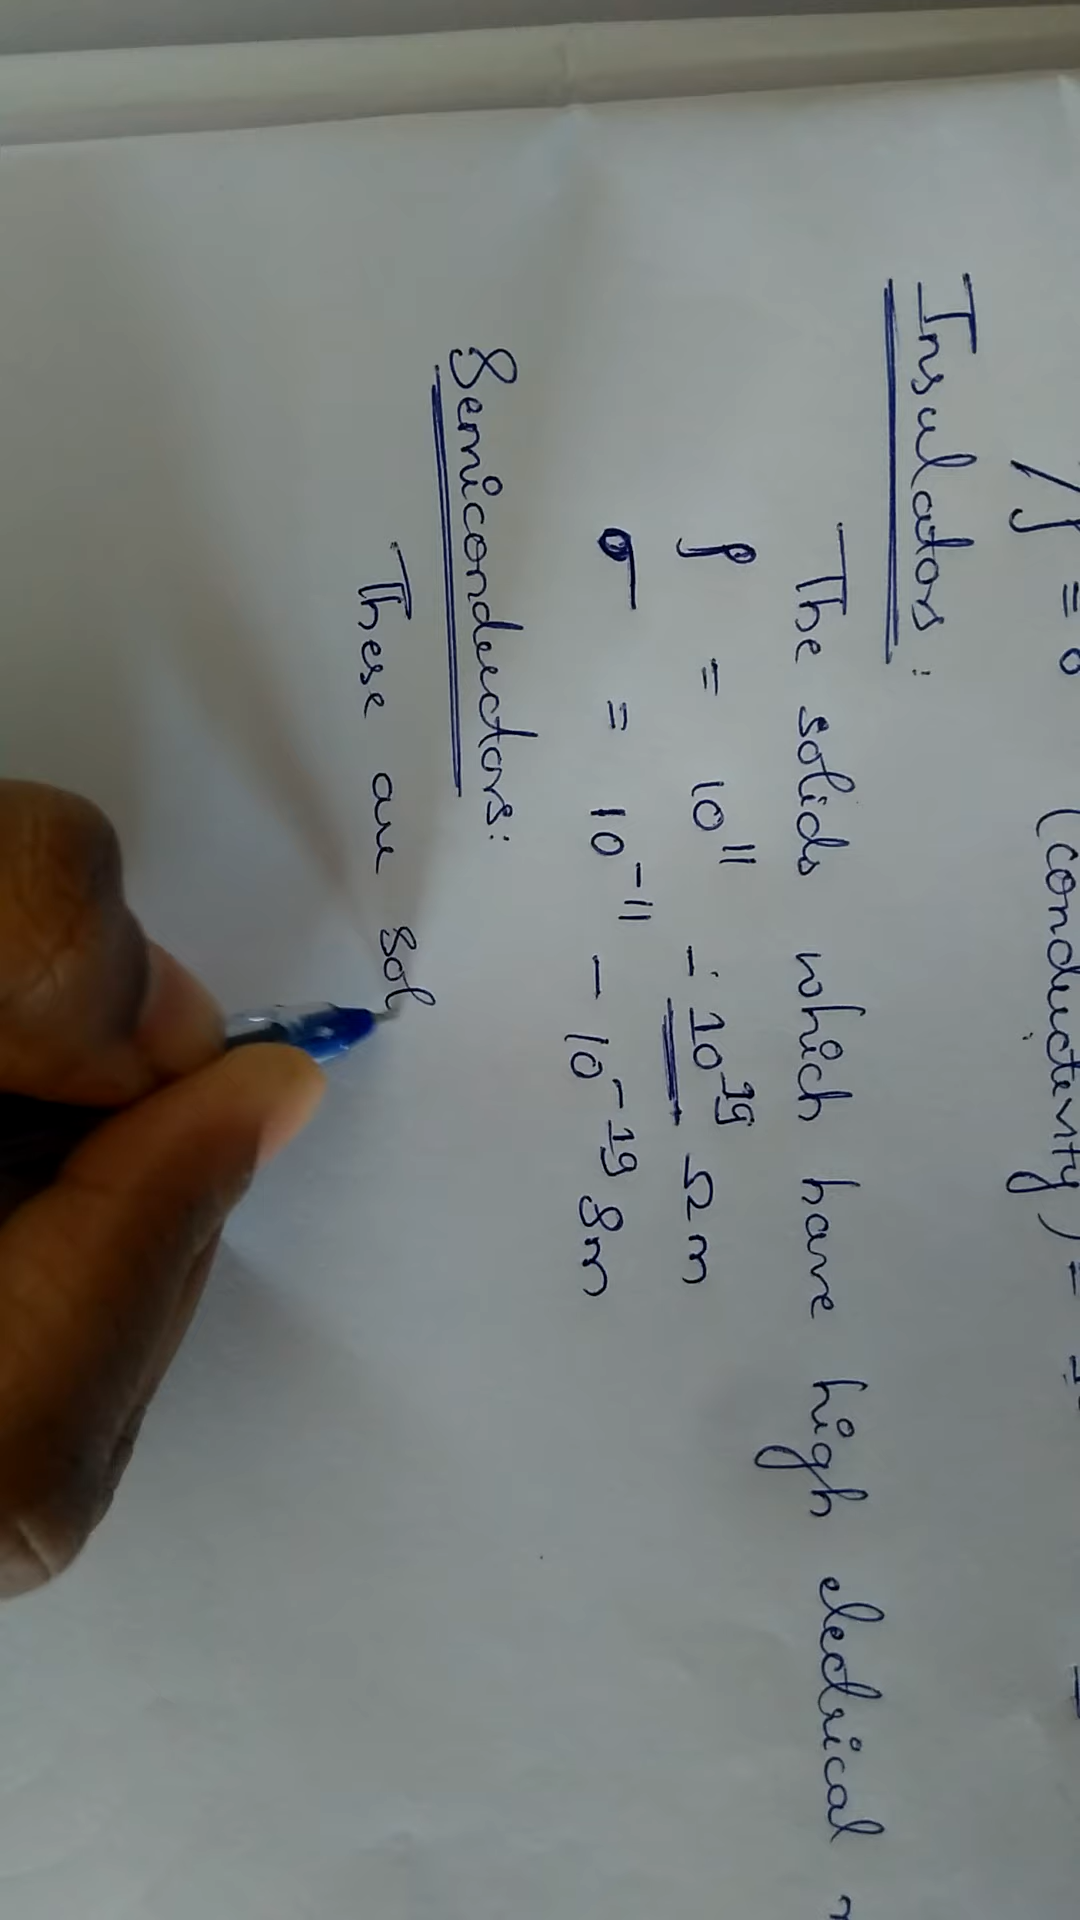 = σ (conductivity) =
Insulators:
The solids which have high electrical
ρ = 10¹¹ - 10¹⁹ Ωm
σ = 10⁻¹¹ - 10⁻¹⁹ Sm
Semiconductors:
These are sol